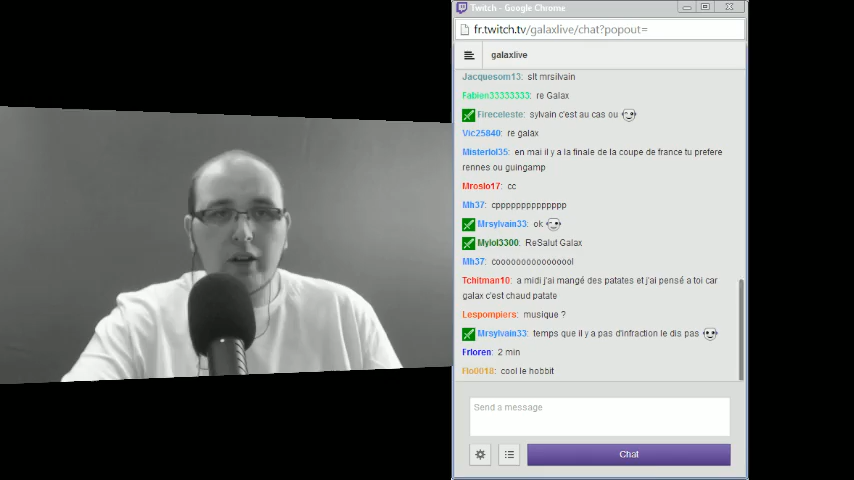 Twitch - Google Chrome
fr.twitch.tv/galaxlive/chat?popout=
galaxlive
Jacquesom13: slt mrsilvain
Fabien33333333: re Galax
Fireceleste: sylvain c'est au cas ou
Vic25840: re galax
Misterlol35: en mai il y a la finale de la coupe de france tu prefere
rennes ou guingamp
Mroslo17: cc
Mh37: cppppppppppppp
Mrsylvain33: ok
Mylol3300: ReSalut Galax
Mh37: cooooooooooooool
Tchitman10: a midi j'ai mangé des patates et j'ai pensé a toi car
galax c'est chaud patate
Lespompiers: musique ?
Mrsylvain33: temps que il y a pas d'infraction le dis pas
Frloren: 2 min
Flo0018: cool le hobbit
Send a message
Chat